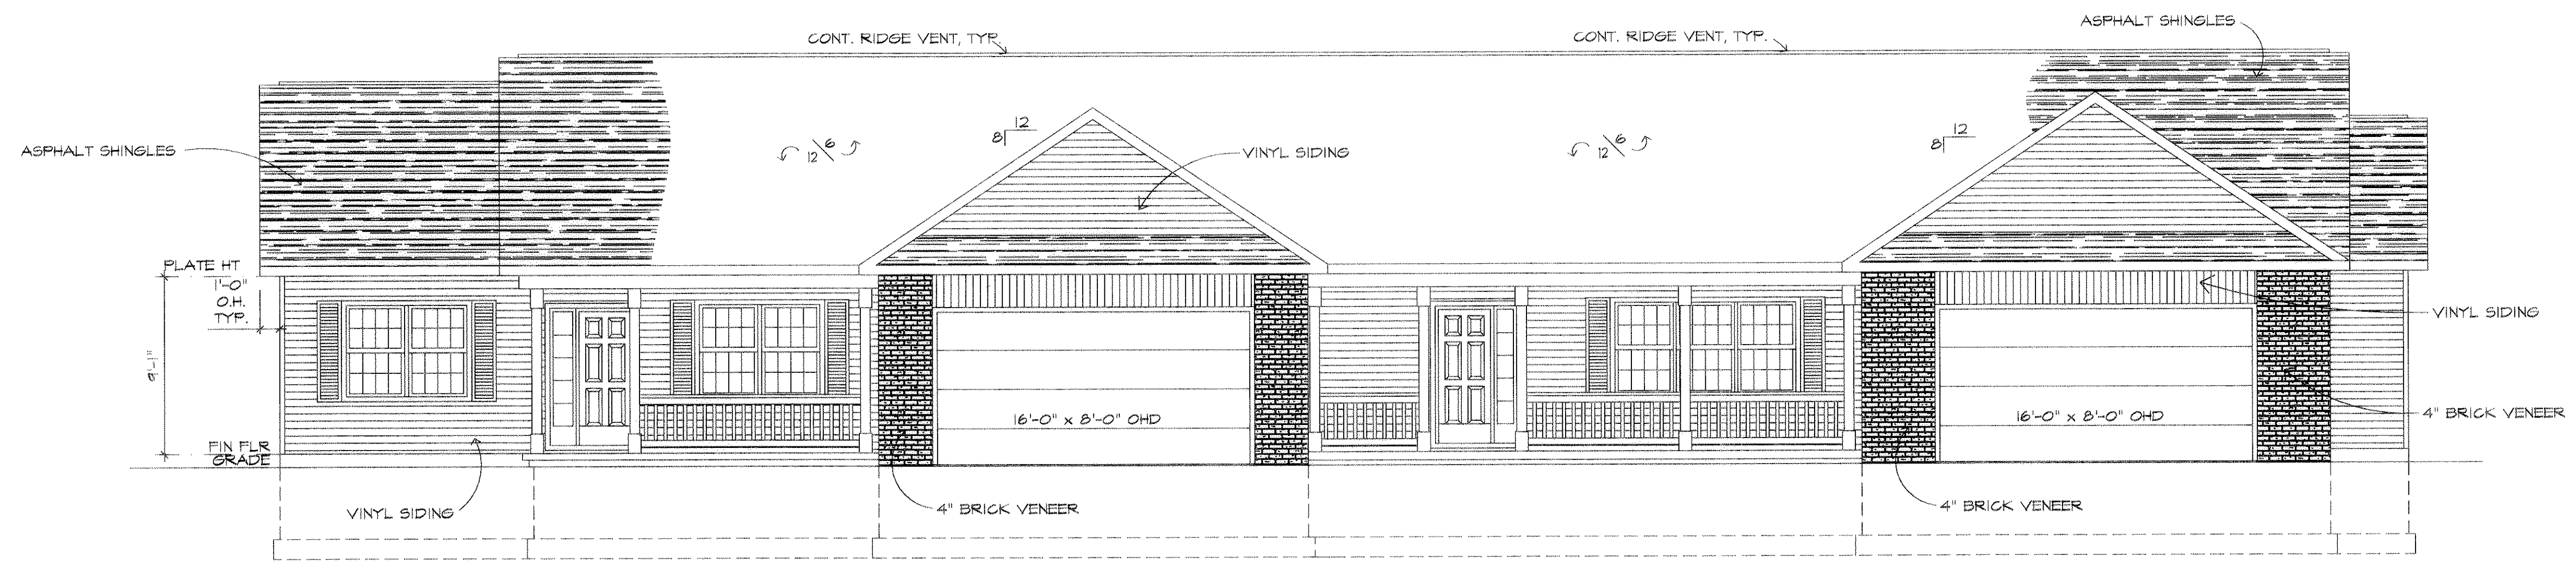 ASPHALT SHINGLES
CONT. RIDGE VENT, TYP.
CONT. RIDGE VENT, TYP.
12
8
12
8
6
12
6
12
ASPHALT SHINGLES
VINYL SIDING
PLATE HT
1'-0"
O.H.
TYP.
9'-1"
VINYL SIDING
16'-0" x 8'-0" OHD
16'-0" x 8'-0" OHD
4" BRICK VENEER
FIN FLR
GRADE
VINYL SIDING
4" BRICK VENEER
4" BRICK VENEER